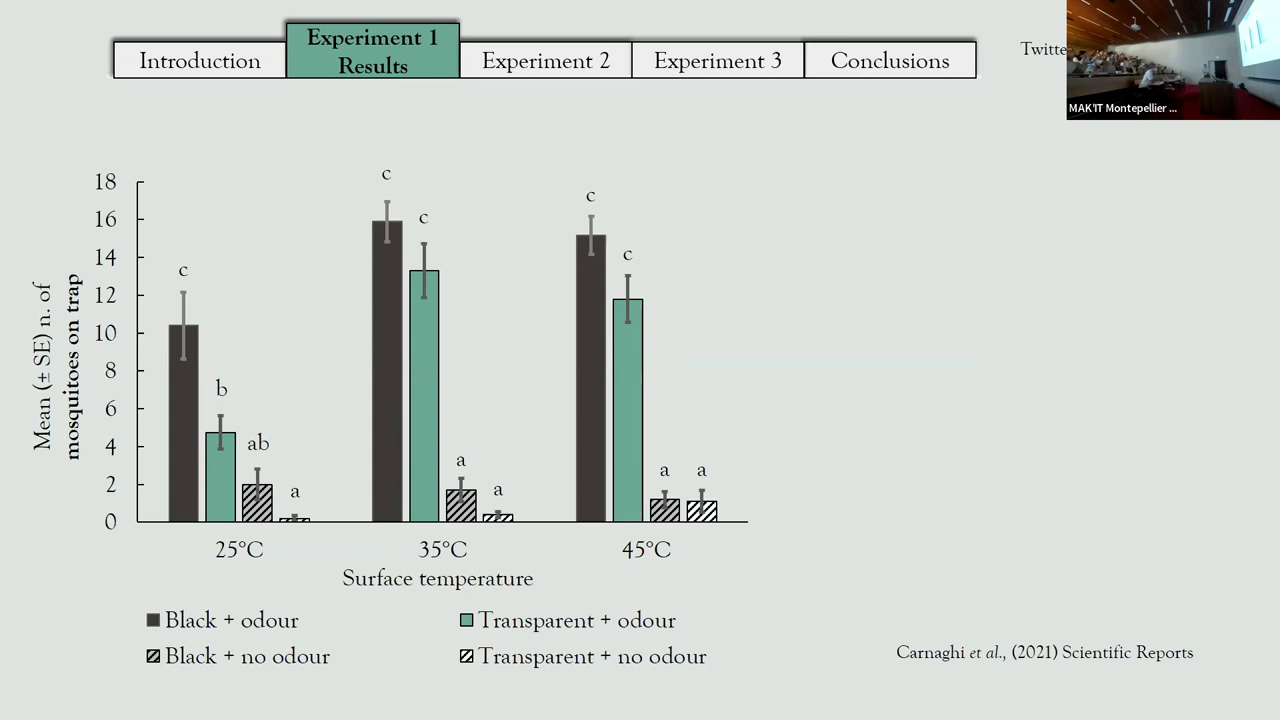 Introduction
Experiment 1
Results
Experiment 2
Experiment 3
Conclusions
MAK'IT Montepellier ...
Mean (± SE) n. of
mosquitoes on trap
18
16
14
12
10
8
6
4
2
0
c
b
ab
a
c
c
a
a
c
c
a
a
25°C
35°C
45°C
Surface temperature
Black + odour
Transparent + odour
Black + no odour
Transparent + no odour
Carnaghi et al., (2021) Scientific Reports